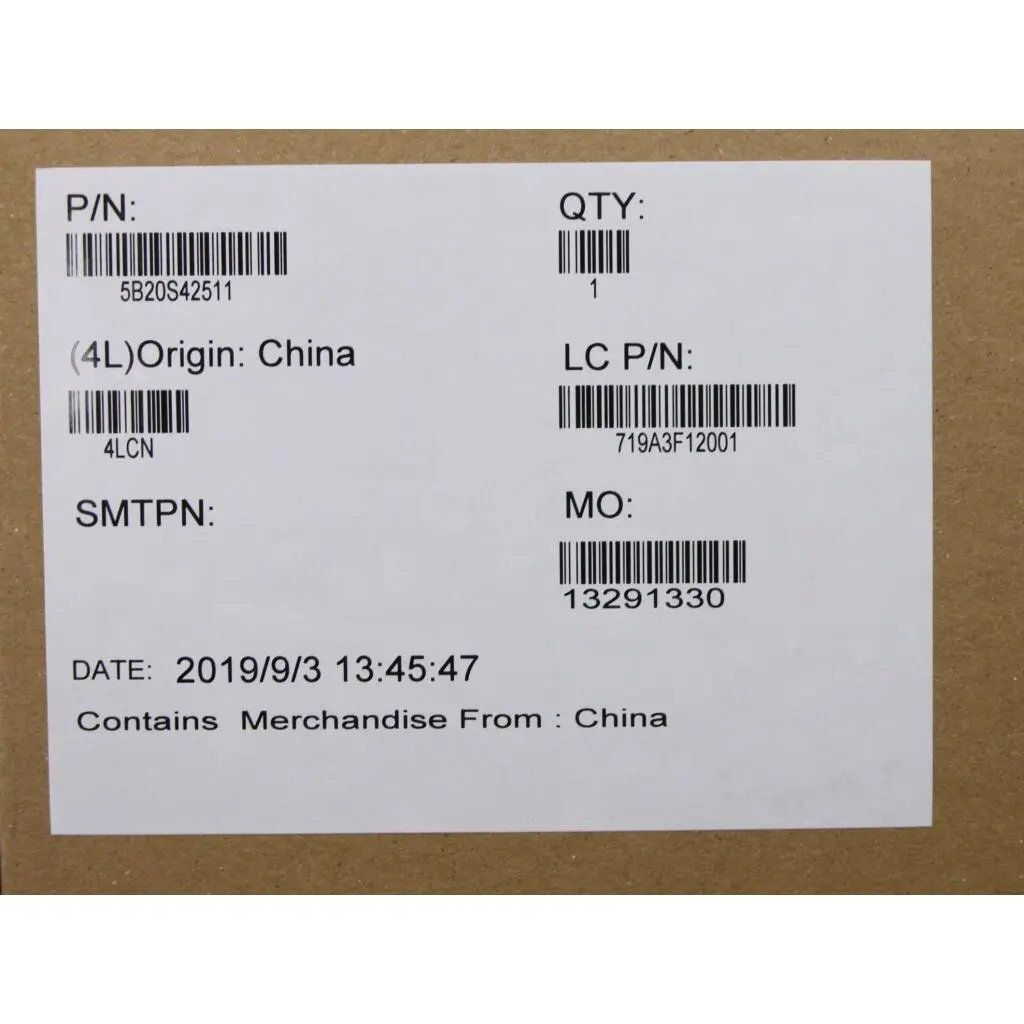 P/N:
5B20S42511
QTY:
1
(4L)Origin: China
4LCN
LC P/N:
719A3F12001
SMTPN:
MO:
13291330
DATE: 2019/9/3 13:45:47
Contains Merchandise From : China